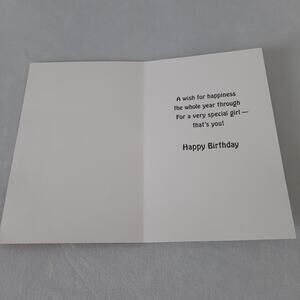 A wish for happiness
the whole year through
For a very special girl—
that's you!
Happy Birthday